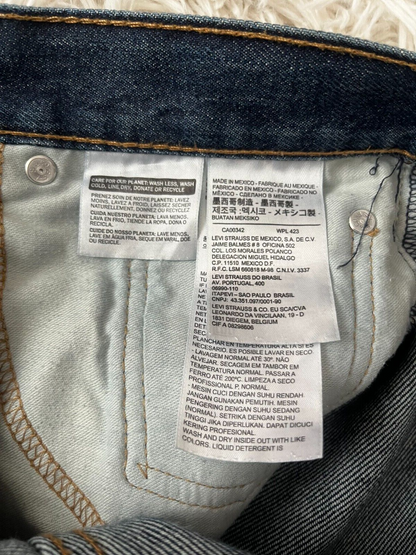 CARE FOR OUR PLANET: WASH LESS, WASH
COLD, LINE DRY, DONATE OR RECYCLE
PRENEZ SOIN DE NOTRE PLANETE: LAVEZ
MOINS, LAVEZ A FROID, LAISSEZ SECHER
NATURELLEMENT, DONNEZ OU RECYCLEZ
CUIDA NUESTRO PLANETA: LAVA MENOS,
LAVA EN FRIO, TIENDE LA ROPA, DONA O
RECICLA
CUIDE DO NOSSO PLANETA: LAVE MENOS,
LAVE EM AGUA FRIA, SEQUE EM VARAL, DOE
OU RECICLE.
MADE IN MEXICO - FABRIQUE AU MEXIQUE -
FABRICADO EN MEXICO - FABRICADO EM
MÉXICO - СДЕЛАНО В МЕКСИКЕ -
墨西哥制造 - 墨西哥製 -
제조국 :멕시코 - メキシコ製 -
BUATAN MEKSIKO
CA00342 WPL 423
LEVI STRAUSS DE MEXICO, S.A. DE C.V.
JAIME BALMES # 8 OFICINA 502
COL. LOS MORALES POLANCO
DELEGACION MIGUEL HIDALGO
C.P. 11510 MEXICO D.F.
R.F.C. LSM 660818 M-98 C.N.I.V. 3337
LEVI STRAUSS DO BRASIL
AV. PORTUGAL, 400
06690-110
ITAPEVI - SAO PAULO BRASIL
CNPJ: 43.351.097/0001-90
LEVI STRAUSS & CO. EU SCA/CVA
LEONARDO DA VINCILAAN, 19 - D
1831 DIEGEM, BELGIUM
CIF A 08298606
PLANCHAR EN TEMPERATURA ALTA SI ES
NECESARIO. ES POSIBLE LAVAR EN SECO.
- LAVAGEM NORMAL ATÉ 30º. NÃO
ALVEJAR. SECAGEM EM TAMBOR EM
TEMPERATURA NORMAL. PASSAR A
FERRO ATÉ 200ºC. LIMPEZA A SECO
PROFISSIONAL P, NORMAL.
- MESIN CUCI DENGAN SUHU RENDAH.
JANGAN GUNAKAN PEMUTIH. MESIN
PENGERING DENGAN SUHU SEDANG
(NORMAL). SETRIKA DENGAN SUHU
TINGGI JIKA DIPERLUKAN. DAPAT DICUCI
KERING PROFESIONAL.
WASH AND DRY INSIDE OUT WITH LIKE
COLORS. LIQUID DETERGENT IS